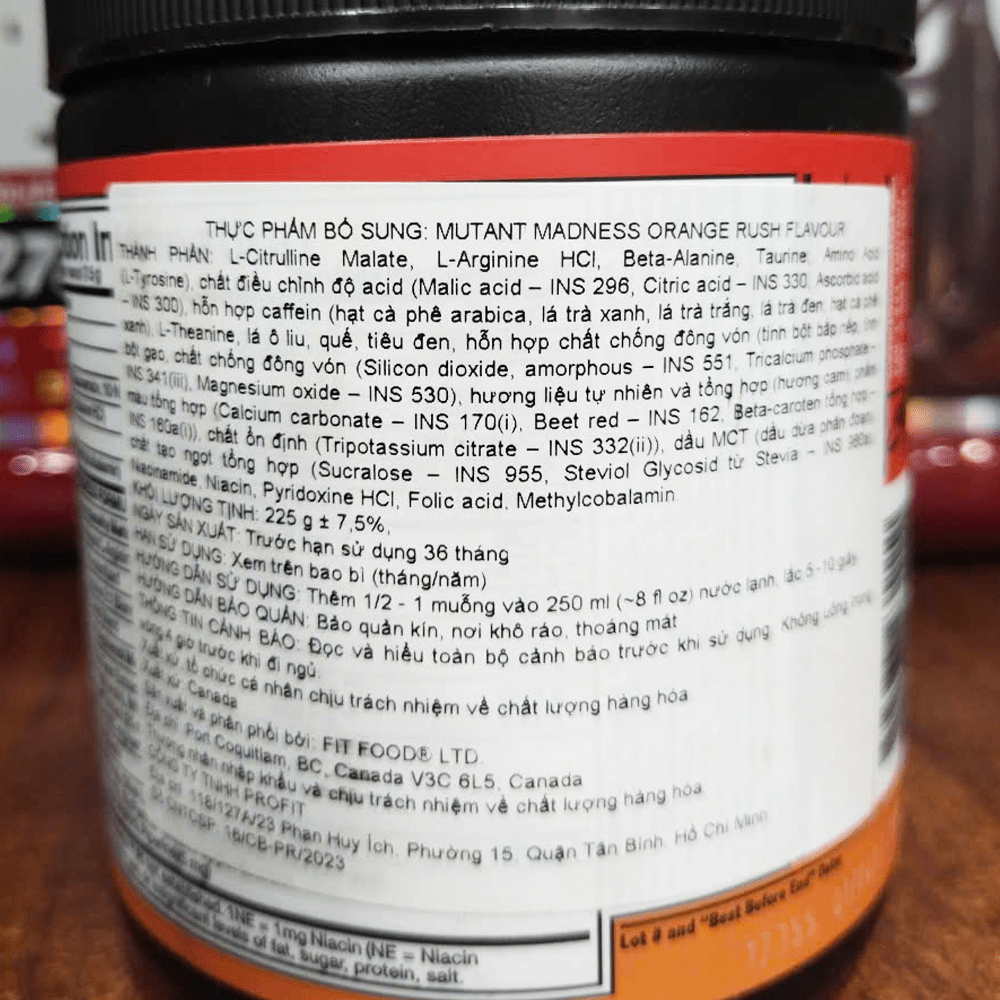 THỰC PHẨM BỔ SUNG: MUTANT MADNESS ORANGE RUSH FLAVOUR
THÀNH PHẦN: L-Citrulline Malate, L-Arginine HCl, Beta-Alanine, Taurine, Amino Acid
(L-Tyrosine), chất điều chỉnh độ acid (Malic acid – INS 296, Citric acid – INS 330, Ascorbic acid
– INS 300), hỗn hợp caffein (hạt cà phê arabica, lá trà xanh, lá trà trắng, lá trà đen, hạt cà phê
xanh), L-Theanine, lá ô liu, quế, tiêu đen, hỗn hợp chất chống đông vón (tinh bột bắp nếp, tinh
bột gạo, chất chống đông vón (Silicon dioxide, amorphous – INS 551, Tricalcium phosphate –
INS 341(iii), Magnesium oxide – INS 530), hương liệu tự nhiên và tổng hợp (hương cam), phẩm
màu tổng hợp (Calcium carbonate – INS 170(i), Beet red – INS 162, Beta-caroten tổng hợp –
INS 160a(i)), chất ổn định (Tripotassium citrate – INS 332(ii)), dầu MCT (dầu dừa phân đoạn),
chất tạo ngọt tổng hợp (Sucralose – INS 955, Steviol Glycosid từ Stevia – INS 960a),
Niacinamide, Niacin, Pyridoxine HCl, Folic acid, Methylcobalamin
KHỐI LƯỢNG TỊNH: 225 g ± 7,5%,
NGÀY SẢN XUẤT: Trước hạn sử dụng 36 tháng
HẠN SỬ DỤNG: Xem trên bao bì (tháng/năm)
HƯỚNG DẪN SỬ DỤNG: Thêm 1/2 - 1 muỗng vào 250 ml (~8 fl oz) nước lạnh, lắc 5-10 giây
HƯỚNG DẪN BẢO QUẢN: Bảo quản kín, nơi khô ráo, thoáng mát
THÔNG TIN CẢNH BÁO: Đọc và hiểu toàn bộ cảnh báo trước khi sử dụng. Không uống trong
vòng 4 giờ trước khi đi ngủ.
Xuất xứ, tổ chức cá nhân chịu trách nhiệm về chất lượng hàng hóa
Xuất xứ: Canada
Sản xuất và phân phối bởi: FIT FOOD® LTD.
Địa chỉ: Port Coquitlam, BC, Canada V3C 6L5, Canada
Thương nhân nhập khẩu và chịu trách nhiệm về chất lượng hàng hóa
CÔNG TY TNHH PROFIT
Địa chỉ: 118/127A/23 Phan Huy Ích, Phường 15, Quận Tân Bình, Hồ Chí Minh
16/CB-PR/2023
1NE = 1mg Niacin (NE = Niacin
levels of fat, sugar, protein, salt.
Lot # and "Best Before End" Date: